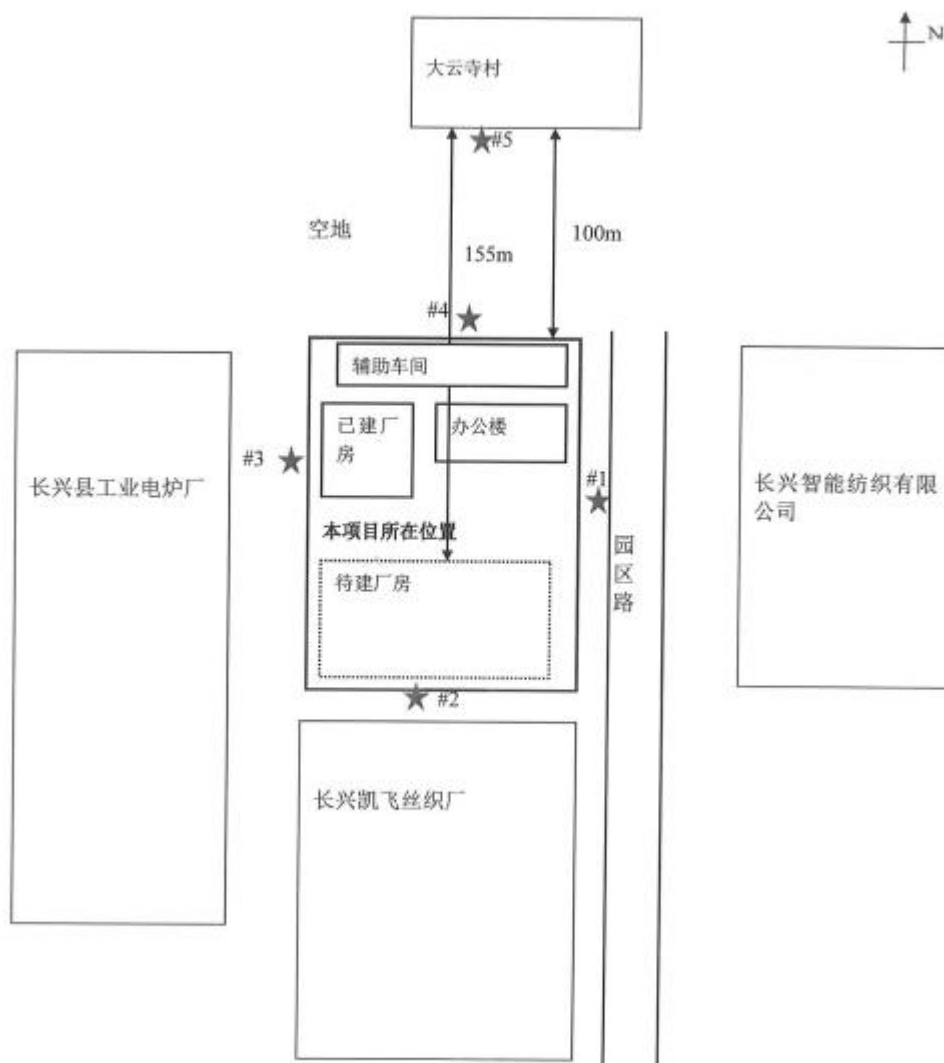 N
大云寺村
#5
空地
100m
155m
#4
辅助车间
已建厂
房
办公楼
#3
#1
长兴县工业电炉厂
长兴智能纺织有限
公司
本项目所在位置
园
区
路
待建厂房
#2
长兴凯飞丝织厂